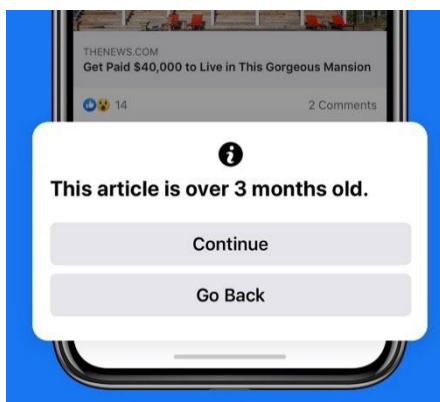 THENEWS.COM
Get Paid $40,000 to Live in This Gorgeous Mansion
14 2 Comments
This article is over 3 months old.
Continue
Go Back